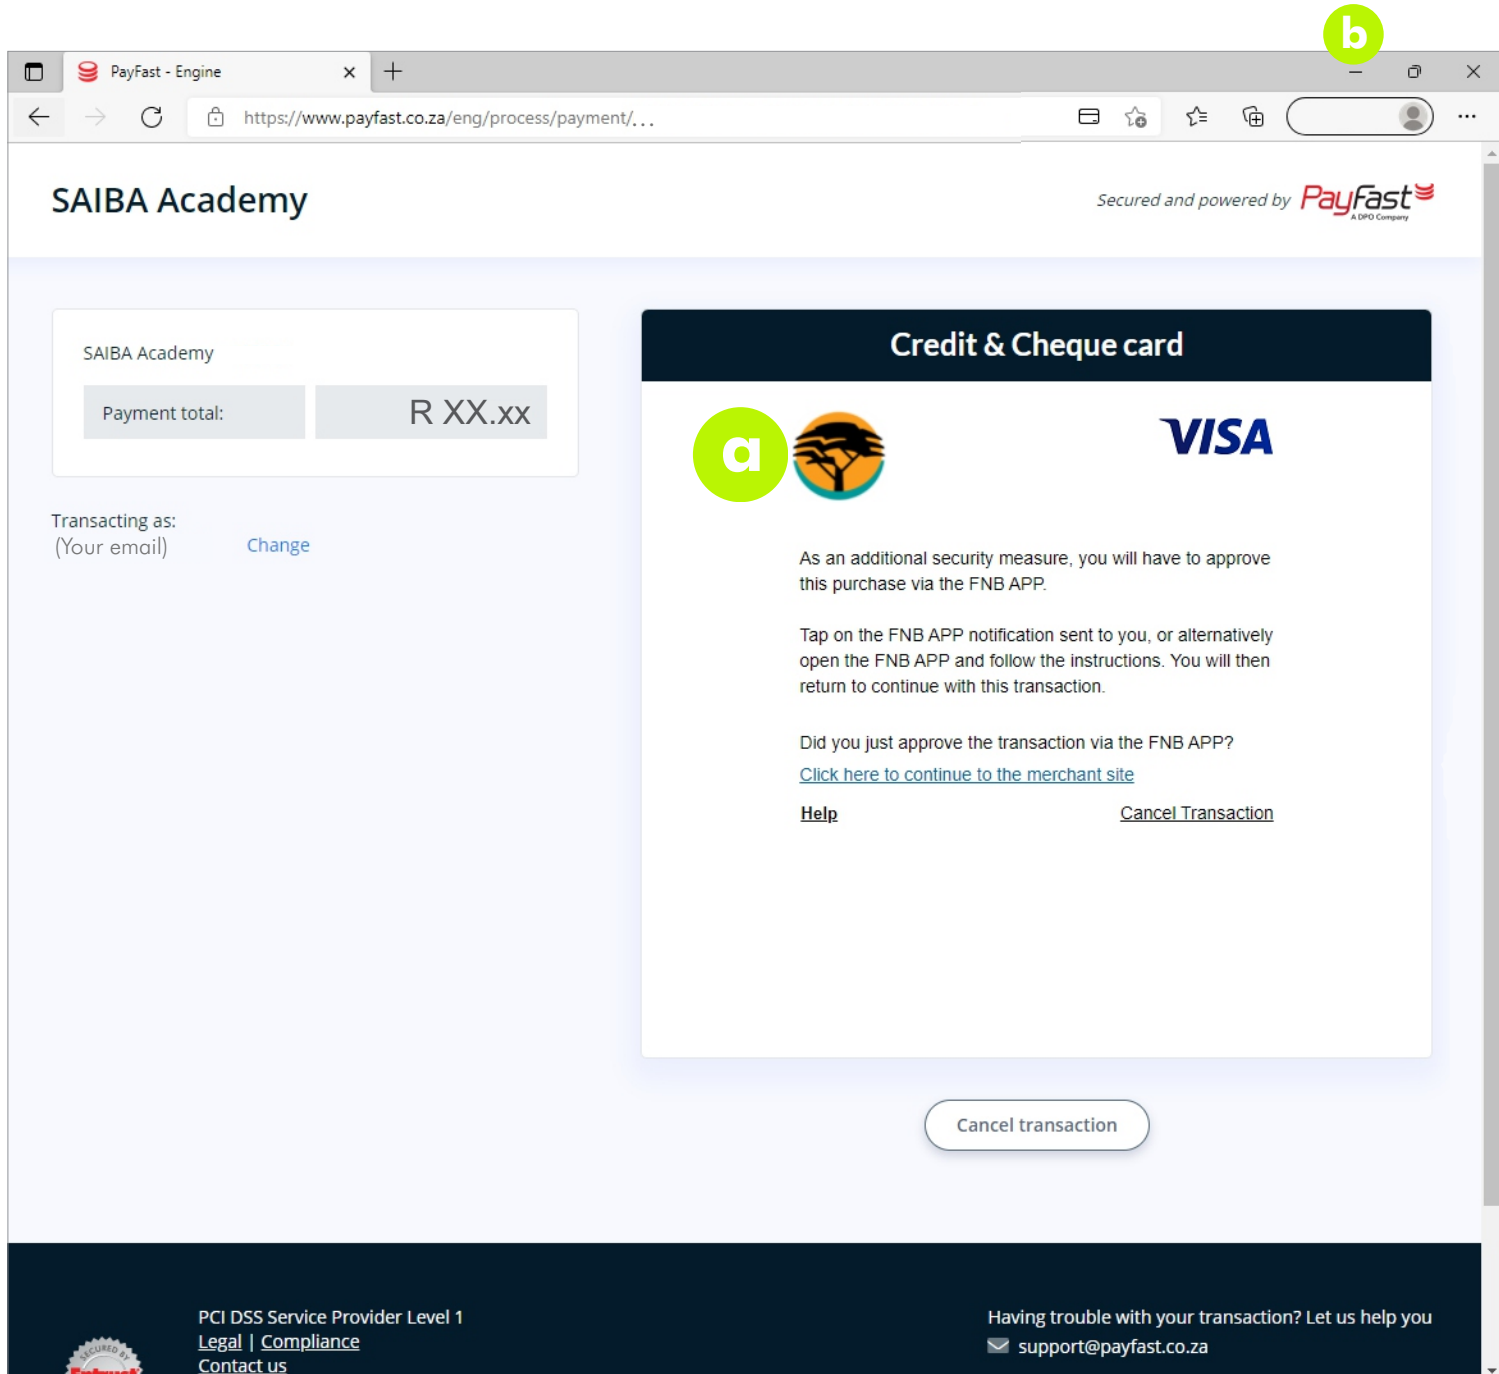 b
PayFast - Engine
https://www.payfast.co.za/eng/process/payment/...
SAIBA Academy
Secured and powered by PayFast
A DPO Company
SAIBA Academy
Payment total: R XX.xx
Transacting as:
(Your email) Change
Credit & Cheque card
a
VISA
As an additional security measure, you will have to approve
this purchase via the FNB APP.
Tap on the FNB APP notification sent to you, or alternatively
open the FNB APP and follow the instructions. You will then
return to continue with this transaction.
Did you just approve the transaction via the FNB APP?
Click here to continue to the merchant site
Help Cancel Transaction
Cancel transaction
SECURED BY
Entrust
PCI DSS Service Provider Level 1
Legal | Compliance
Contact us
Having trouble with your transaction? Let us help you
support@payfast.co.za